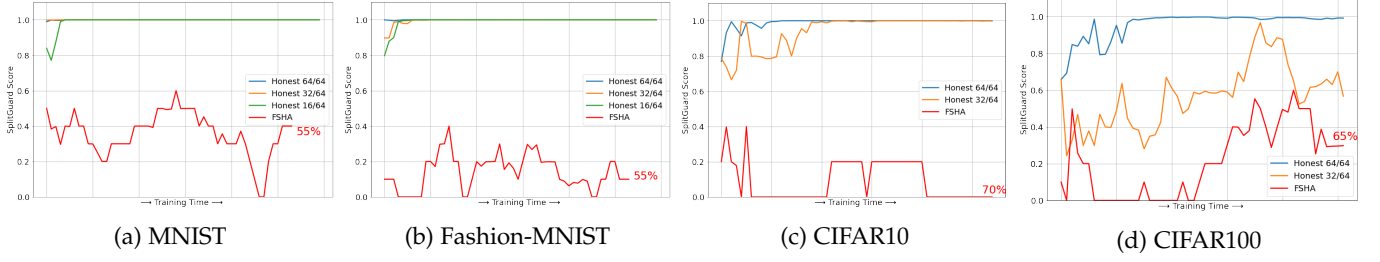 SplitGuard Score
1.0
0.8
0.6
0.4
0.2
0.0
Honest 64/64
Honest 32/64
Honest 16/64
FSHA
55%
⟶ Training Time ⟶
(a) MNIST
SplitGuard Score
1.0
0.8
0.6
0.4
0.2
0.0
Honest 64/64
Honest 32/64
Honest 16/64
FSHA
55%
⟶ Training Time ⟶
(b) Fashion-MNIST
SplitGuard Score
1.0
0.8
0.6
0.4
0.2
0.0
Honest 64/64
Honest 32/64
FSHA
70%
⟶ Training Time ⟶
(c) CIFAR10
SplitGuard Score
1.0
0.8
0.6
0.4
0.2
0.0
65%
Honest 64/64
Honest 32/64
FSHA
⟶ Training Time ⟶
(d) CIFAR100